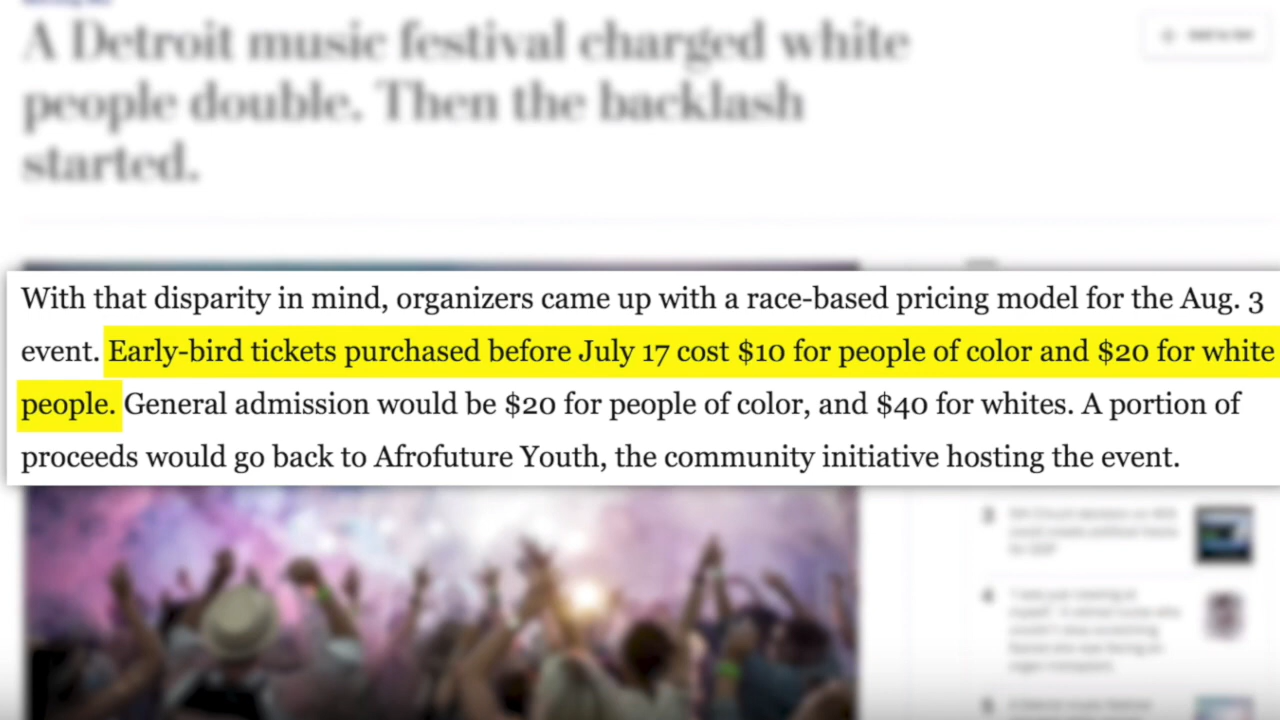 A Detroit music festival charged white
people double. Then the backlash
started.
With that disparity in mind, organizers came up with a race-based pricing model for the Aug. 3
event. Early-bird tickets purchased before July 17 cost $10 for people of color and $20 for white
people. General admission would be $20 for people of color, and $40 for whites. A portion of
proceeds would go back to Afrofuture Youth, the community initiative hosting the event.